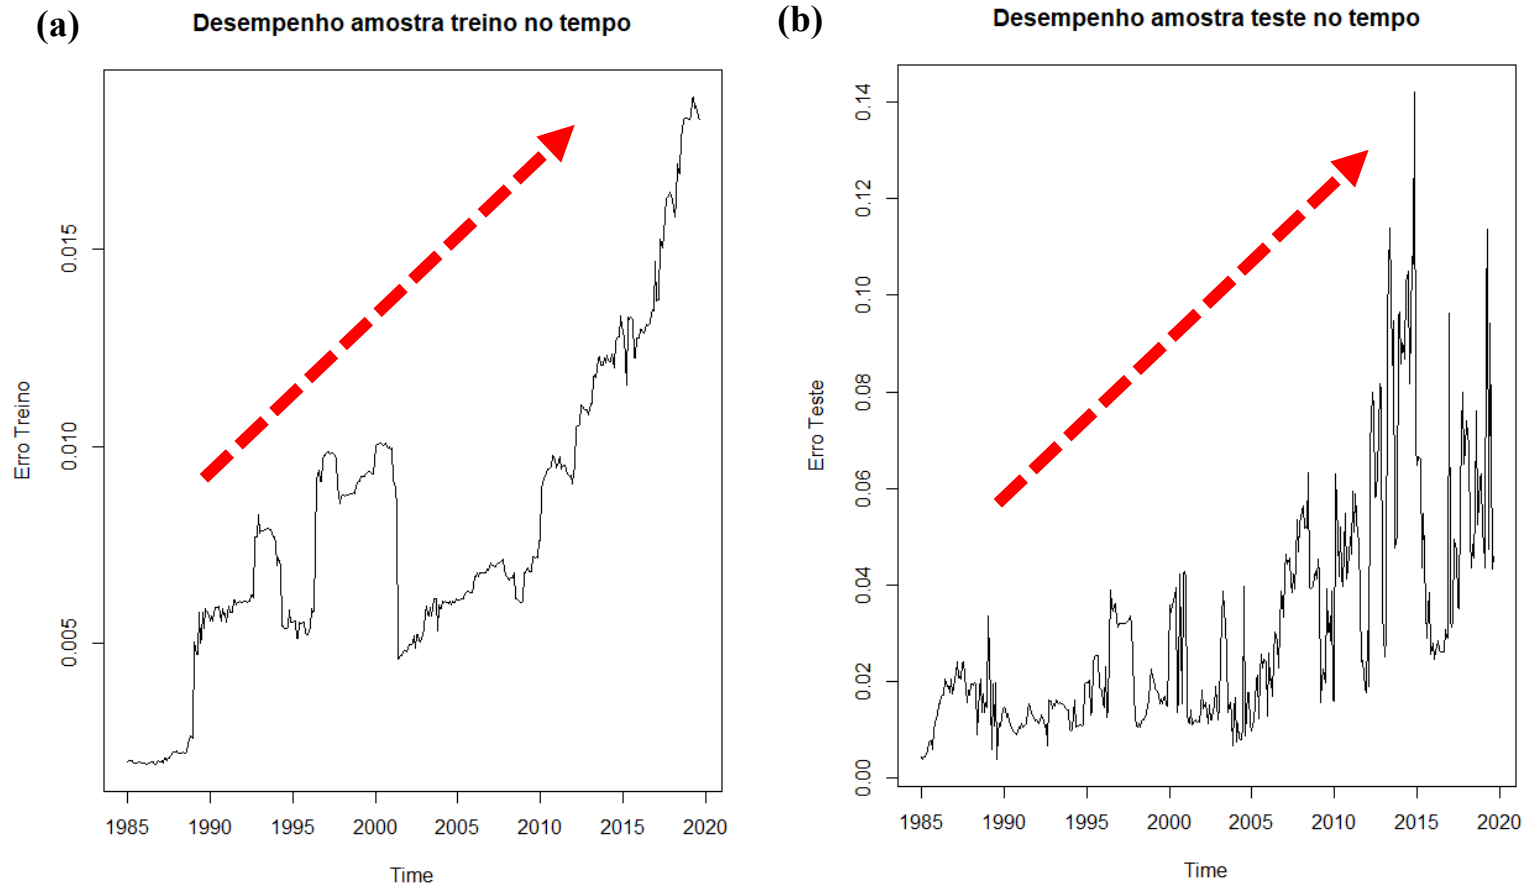 (a)
Desempenho amostra treino no tempo
Erro Treino
0.015
0.010
0.005
1985 1990 1995 2000 2005 2010 2015 2020
Time
(b)
Desempenho amostra teste no tempo
Erro Teste
0.14
0.12
0.10
0.08
0.06
0.04
0.02
0.00
1985 1990 1995 2000 2005 2010 2015 2020
Time